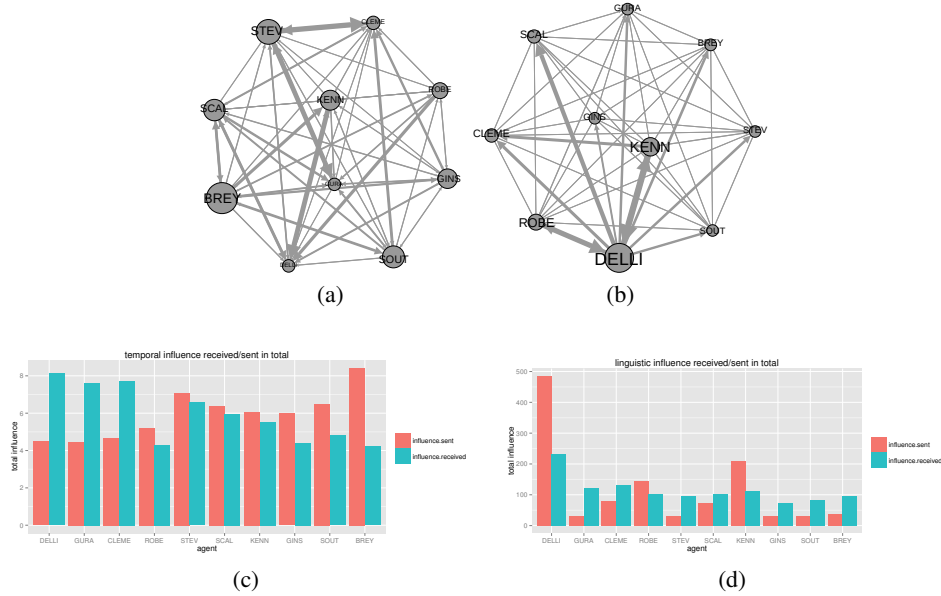 STEV
CLEME
ROBE
KENN
SCAL
GURA
GINS
BREY
DELLI
SOUT
(a)
GURA
SCAL
BREY
GINS
STEV
CLEME
KENN
ROBE
SOUT
DELLI
(b)
temporal influence received/sent in total
total influence
8
6
4
2
0
DELLI GURA CLEME ROBE STEV SCAL KENN GINS SOUT BREY
agent
influence.sent
influence.received
(c)
linguistic influence received/sent in total
total influence
500
400
300
200
100
0
DELLI GURA CLEME ROBE STEV SCAL KENN GINS SOUT BREY
agent
influence.sent
influence.received
(d)